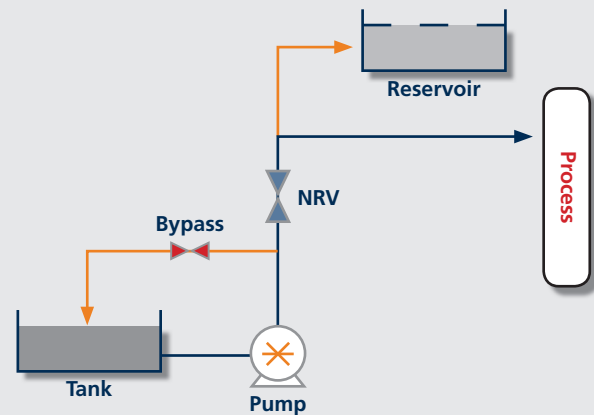 Reservoir
Process
NRV
Bypass
Tank
Pump